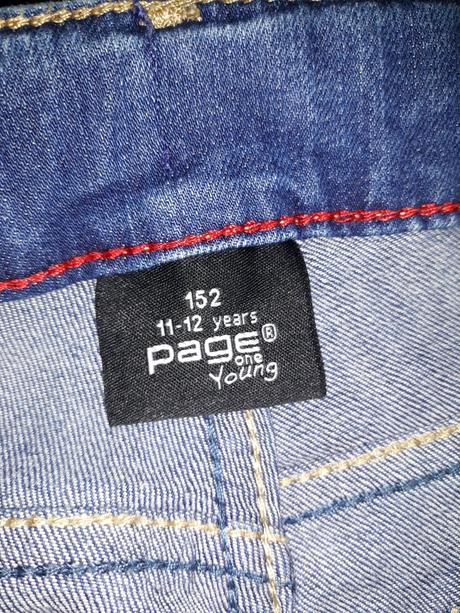 152
11-12 years
page®
one
Young